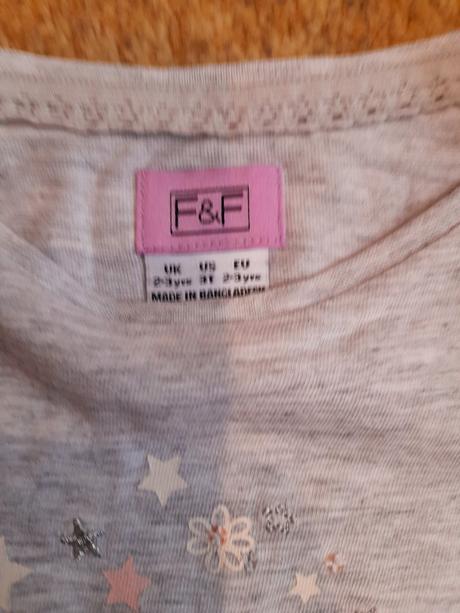 F&F
UK US EU
2-3yrs 3T 2-3yrs
MADE IN BANGLADESH